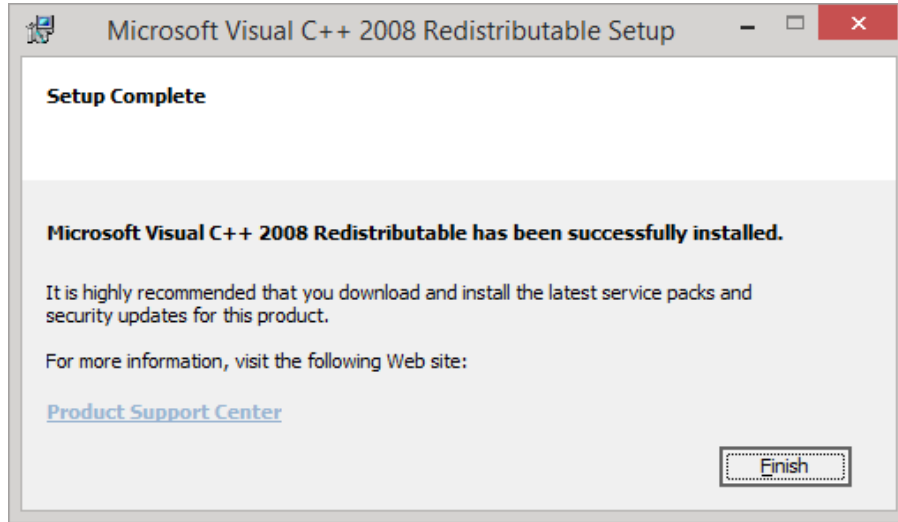 Microsoft Visual C++ 2008 Redistributable Setup
Setup Complete
Microsoft Visual C++ 2008 Redistributable has been successfully installed.
It is highly recommended that you download and install the latest service packs and
security updates for this product.
For more information, visit the following Web site:
Product Support Center
Finish